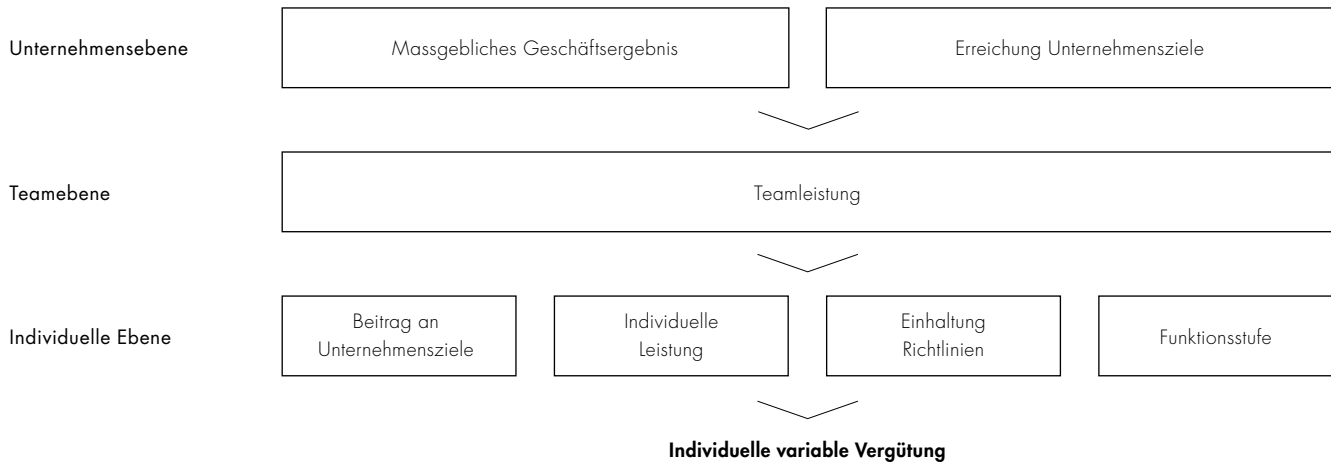 Unternehmensebene
Massgebliches Geschäftsergebnis
Erreichung Unternehmensziele
Teamebene
Teamleistung
Individuelle Ebene
Beitrag an
Unternehmensziele
Individuelle
Leistung
Einhaltung
Richtlinien
Funktionsstufe
Individuelle variable Vergütung